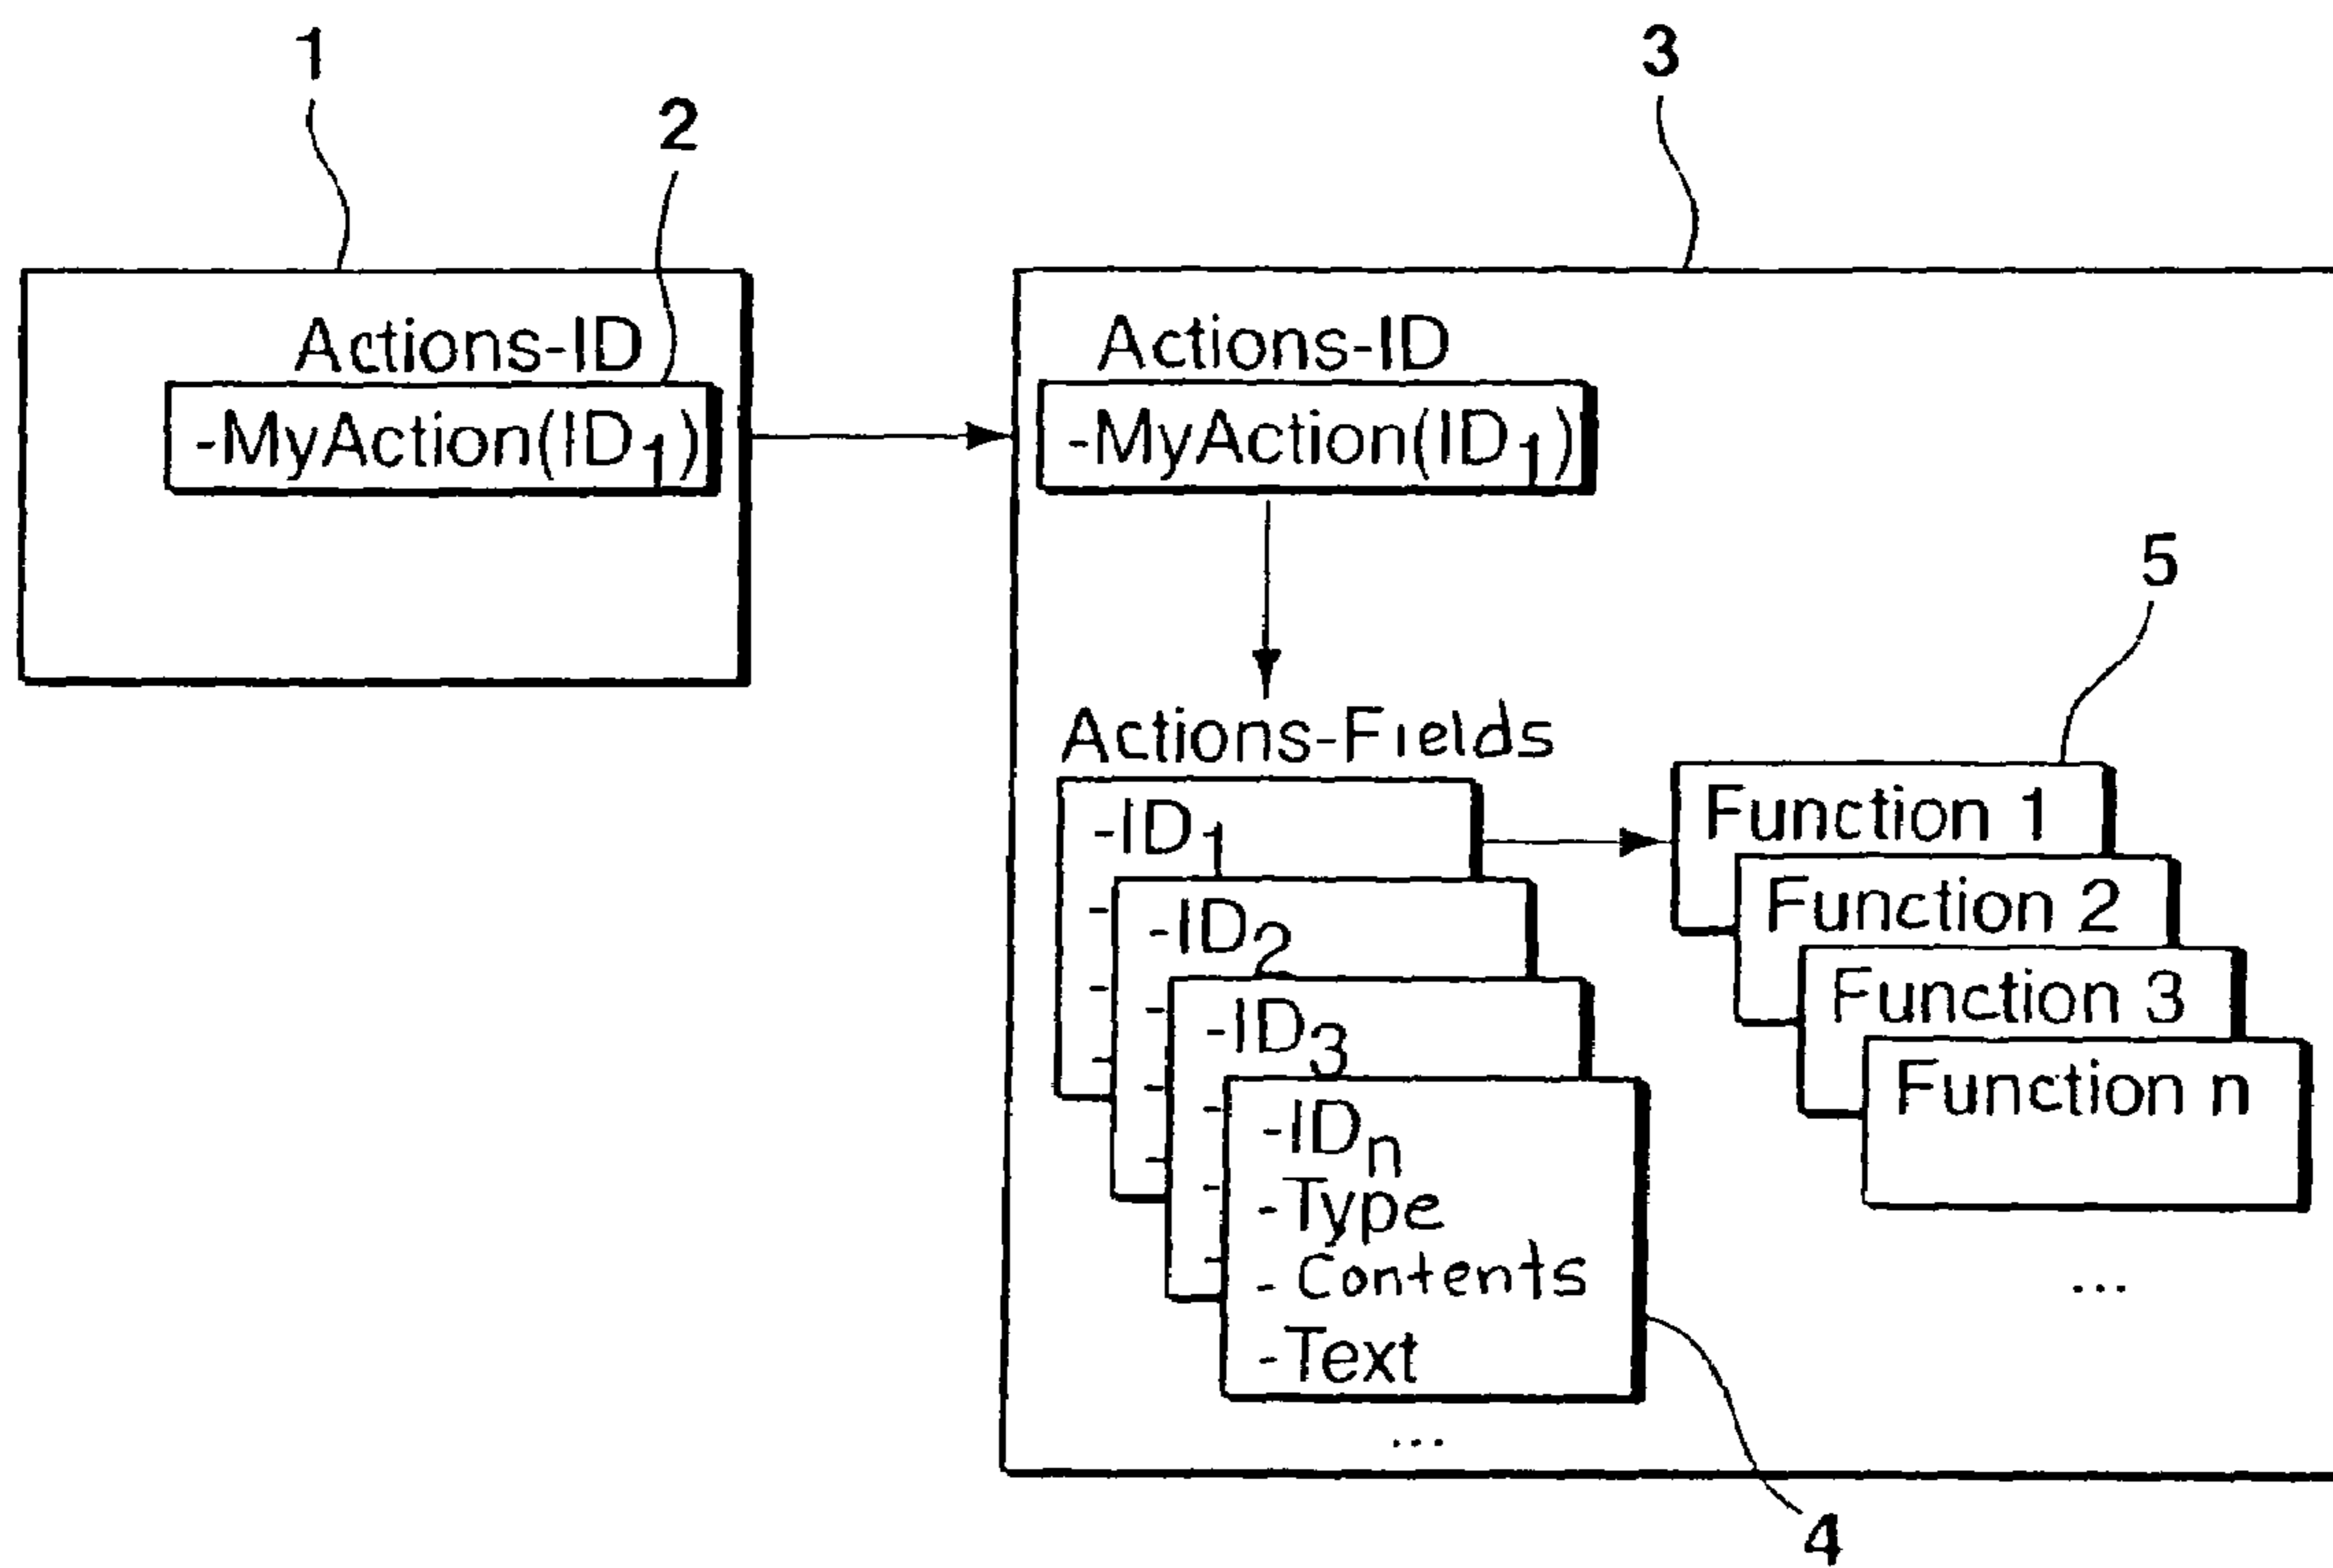 1
3
2
Actions-ID
-MyAction(ID1)
Actions-ID
-MyAction(ID1)
5
Actions-Fields
-ID1
-
-
-
-ID2
-
-
-
-ID3
-
-
-
-IDn
-Type
- Contents
-Text
...
Function 1
Function 2
Function 3
Function n
...
4